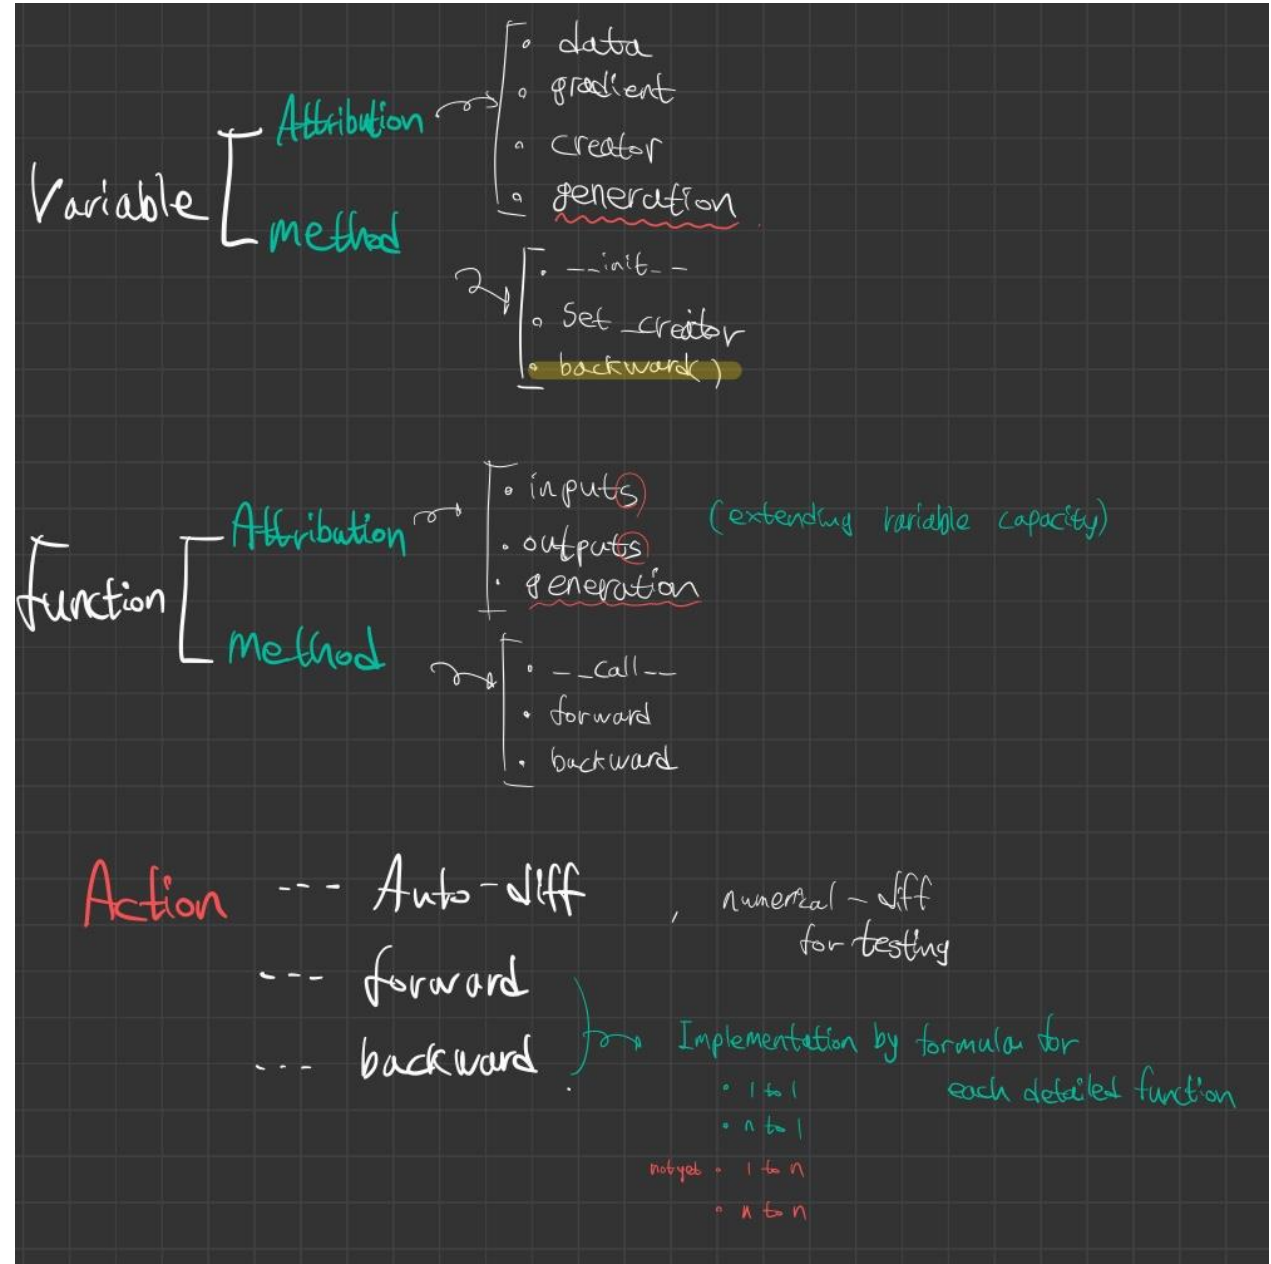 Variable
Attribution
• data
• gradient
• creator
• generation
method
• __init__
• Set_creator
• backward()
function
Attribution
• inputs
• outputs
• generation
(extending variable capacity)
Method
• __call__
• forward
• backward
Action --- Auto-diff , numerical-diff
for testing
--- forward
--- backward
Implementation by formula for
each detailed function
• 1 to 1
• n to 1
not yet • 1 to n
• n to n